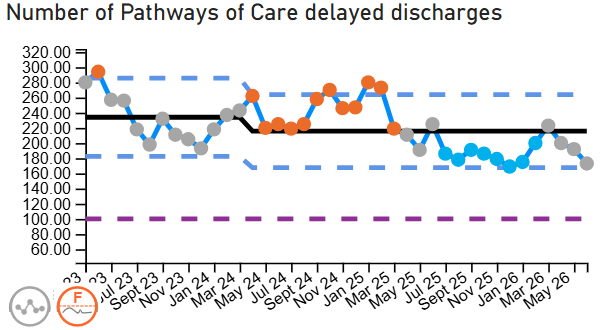 Number of Pathways of Care delayed discharges
320.00
300.00
280.00
260.00
240.00
220.00
200.00
180.00
160.00
140.00
120.00
100.00
80.00
60.00
23
23
Jul 23
Sept 23
Nov 23
Jan 24
Mar 24
May 24
Jul 24
Sept 24
Nov 24
Jan 25
Mar 25
May 25
Jul 25
Sept 25
Nov 25
Jan 26
Mar 26
May 26
F